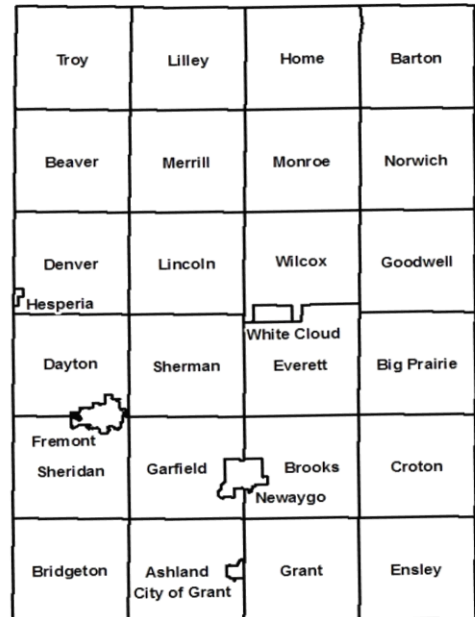 Troy
Lilley
Home
Barton
Beaver
Merrill
Monroe
Norwich
Denver
Lincoln
Wilcox
Goodwell
Hesperia
White Cloud
Dayton
Sherman
Everett
Big Prairie
Fremont
Sheridan
Garfield
Brooks
Croton
Newaygo
Bridgeton
Ashland
Grant
Ensley
City of Grant